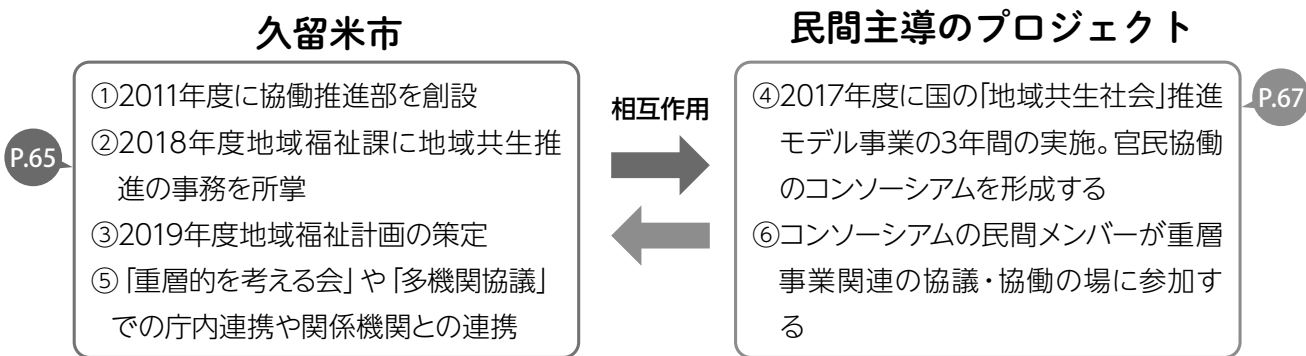 久留米市
P.65
①2011年度に協働推進部を創設
②2018年度地域福祉課に地域共生推
進の事務を所掌
③2019年度地域福祉計画の策定
⑤「重層的を考える会」や「多機関協議」
での庁内連携や関係機関との連携
相互作用
民間主導のプロジェクト
P.67
④2017年度に国の「地域共生社会」推進
モデル事業の3年間の実施。官民協働
のコンソーシアムを形成する
⑥コンソーシアムの民間メンバーが重層
事業関連の協議・協働の場に参加す
る